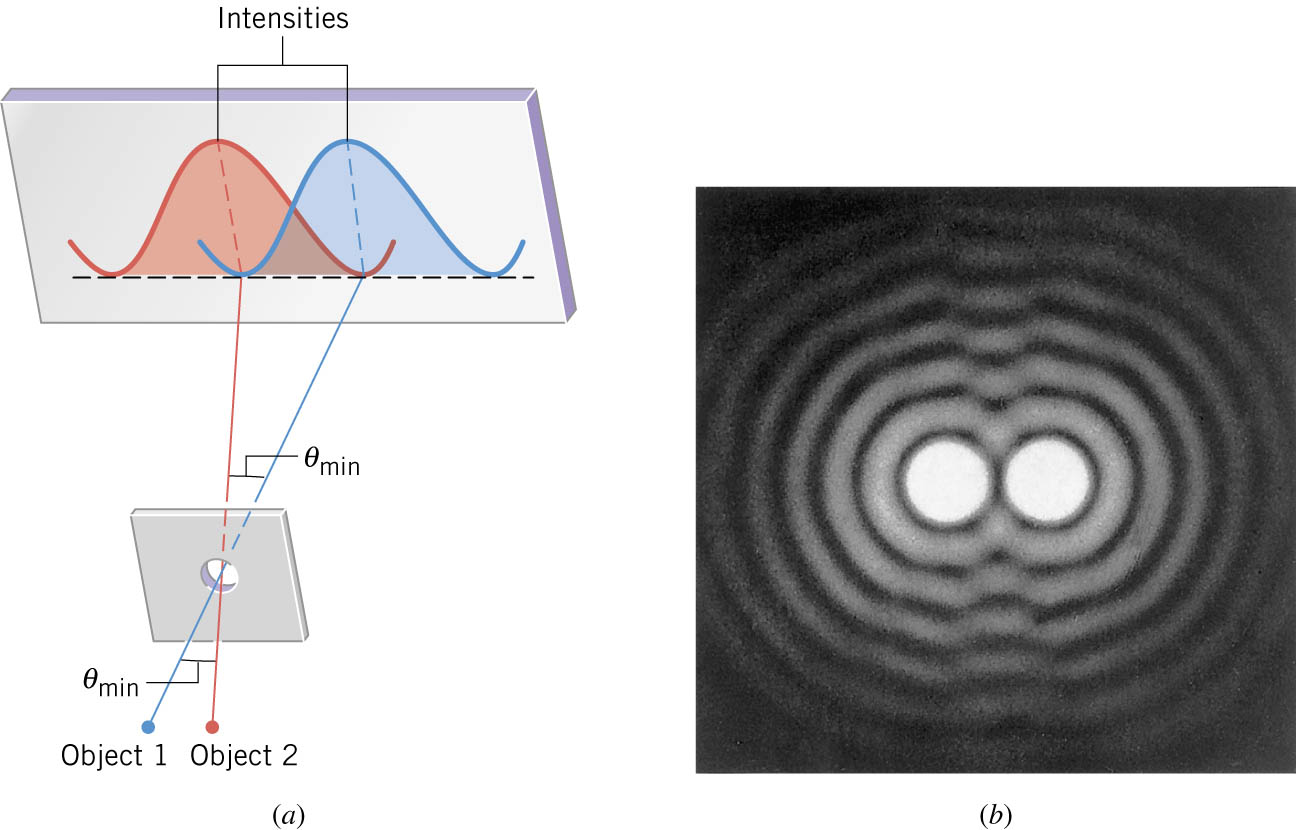 Intensities
θmin
θmin
Object 1 Object 2
(a)
(b)